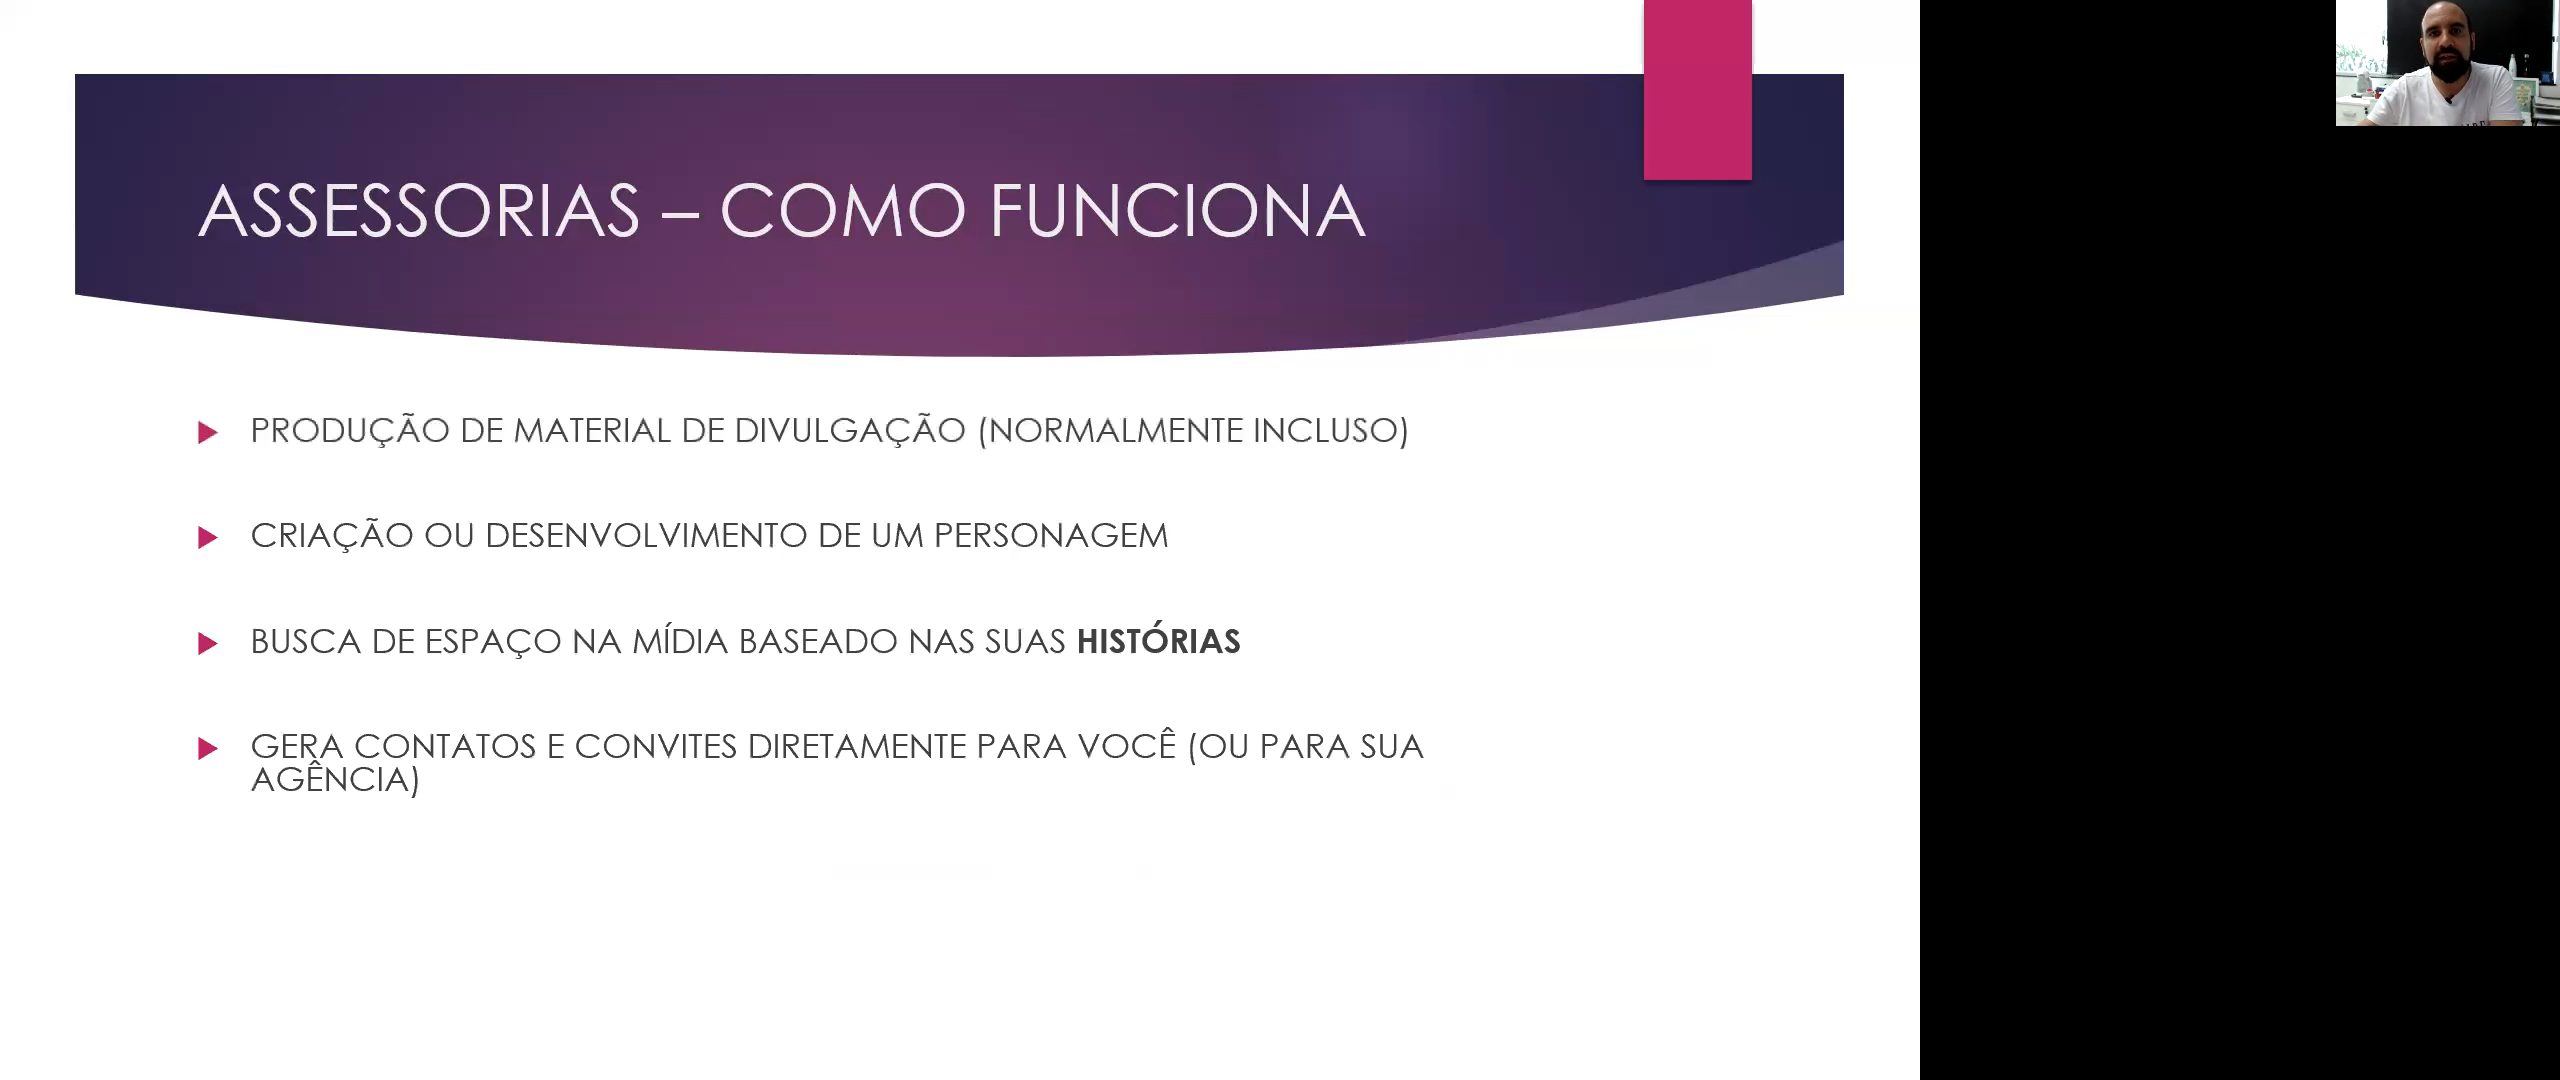 ASSESSORIAS – COMO FUNCIONA
PRODUÇÃO DE MATERIAL DE DIVULGAÇÃO (NORMALMENTE INCLUSO)
CRIAÇÃO OU DESENVOLVIMENTO DE UM PERSONAGEM
BUSCA DE ESPAÇO NA MÍDIA BASEADO NAS SUAS HISTÓRIAS
GERA CONTATOS E CONVITES DIRETAMENTE PARA VOCÊ (OU PARA SUA
AGÊNCIA)